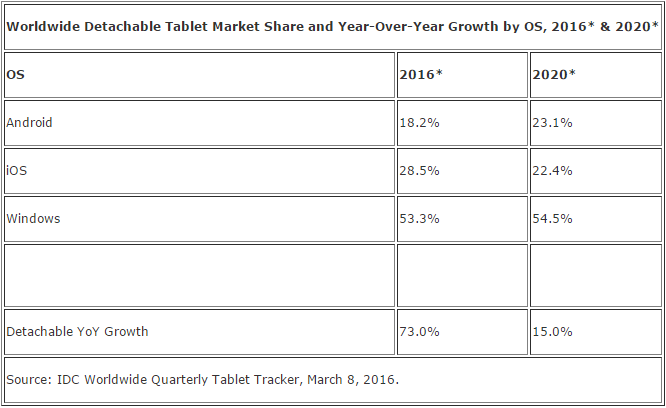 Worldwide Detachable Tablet Market Share and Year-Over-Year Growth by OS, 2016* & 2020*
OS 2016* 2020*
Android 18.2% 23.1%
iOS 28.5% 22.4%
Windows 53.3% 54.5%
Detachable YoY Growth 73.0% 15.0%
Source: IDC Worldwide Quarterly Tablet Tracker, March 8, 2016.